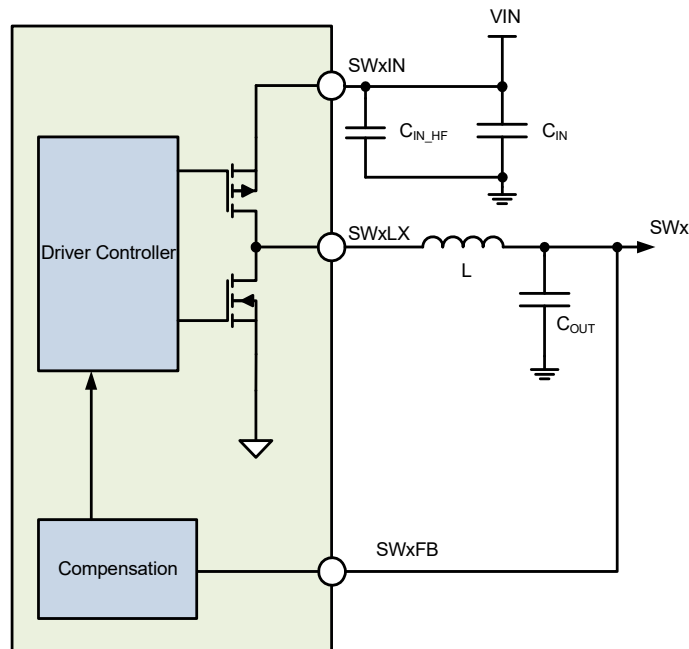 VIN
SWxIN
C_IN_HF
C_IN
Driver Controller
SWxLX
SWx
L
C_OUT
SWxFB
Compensation